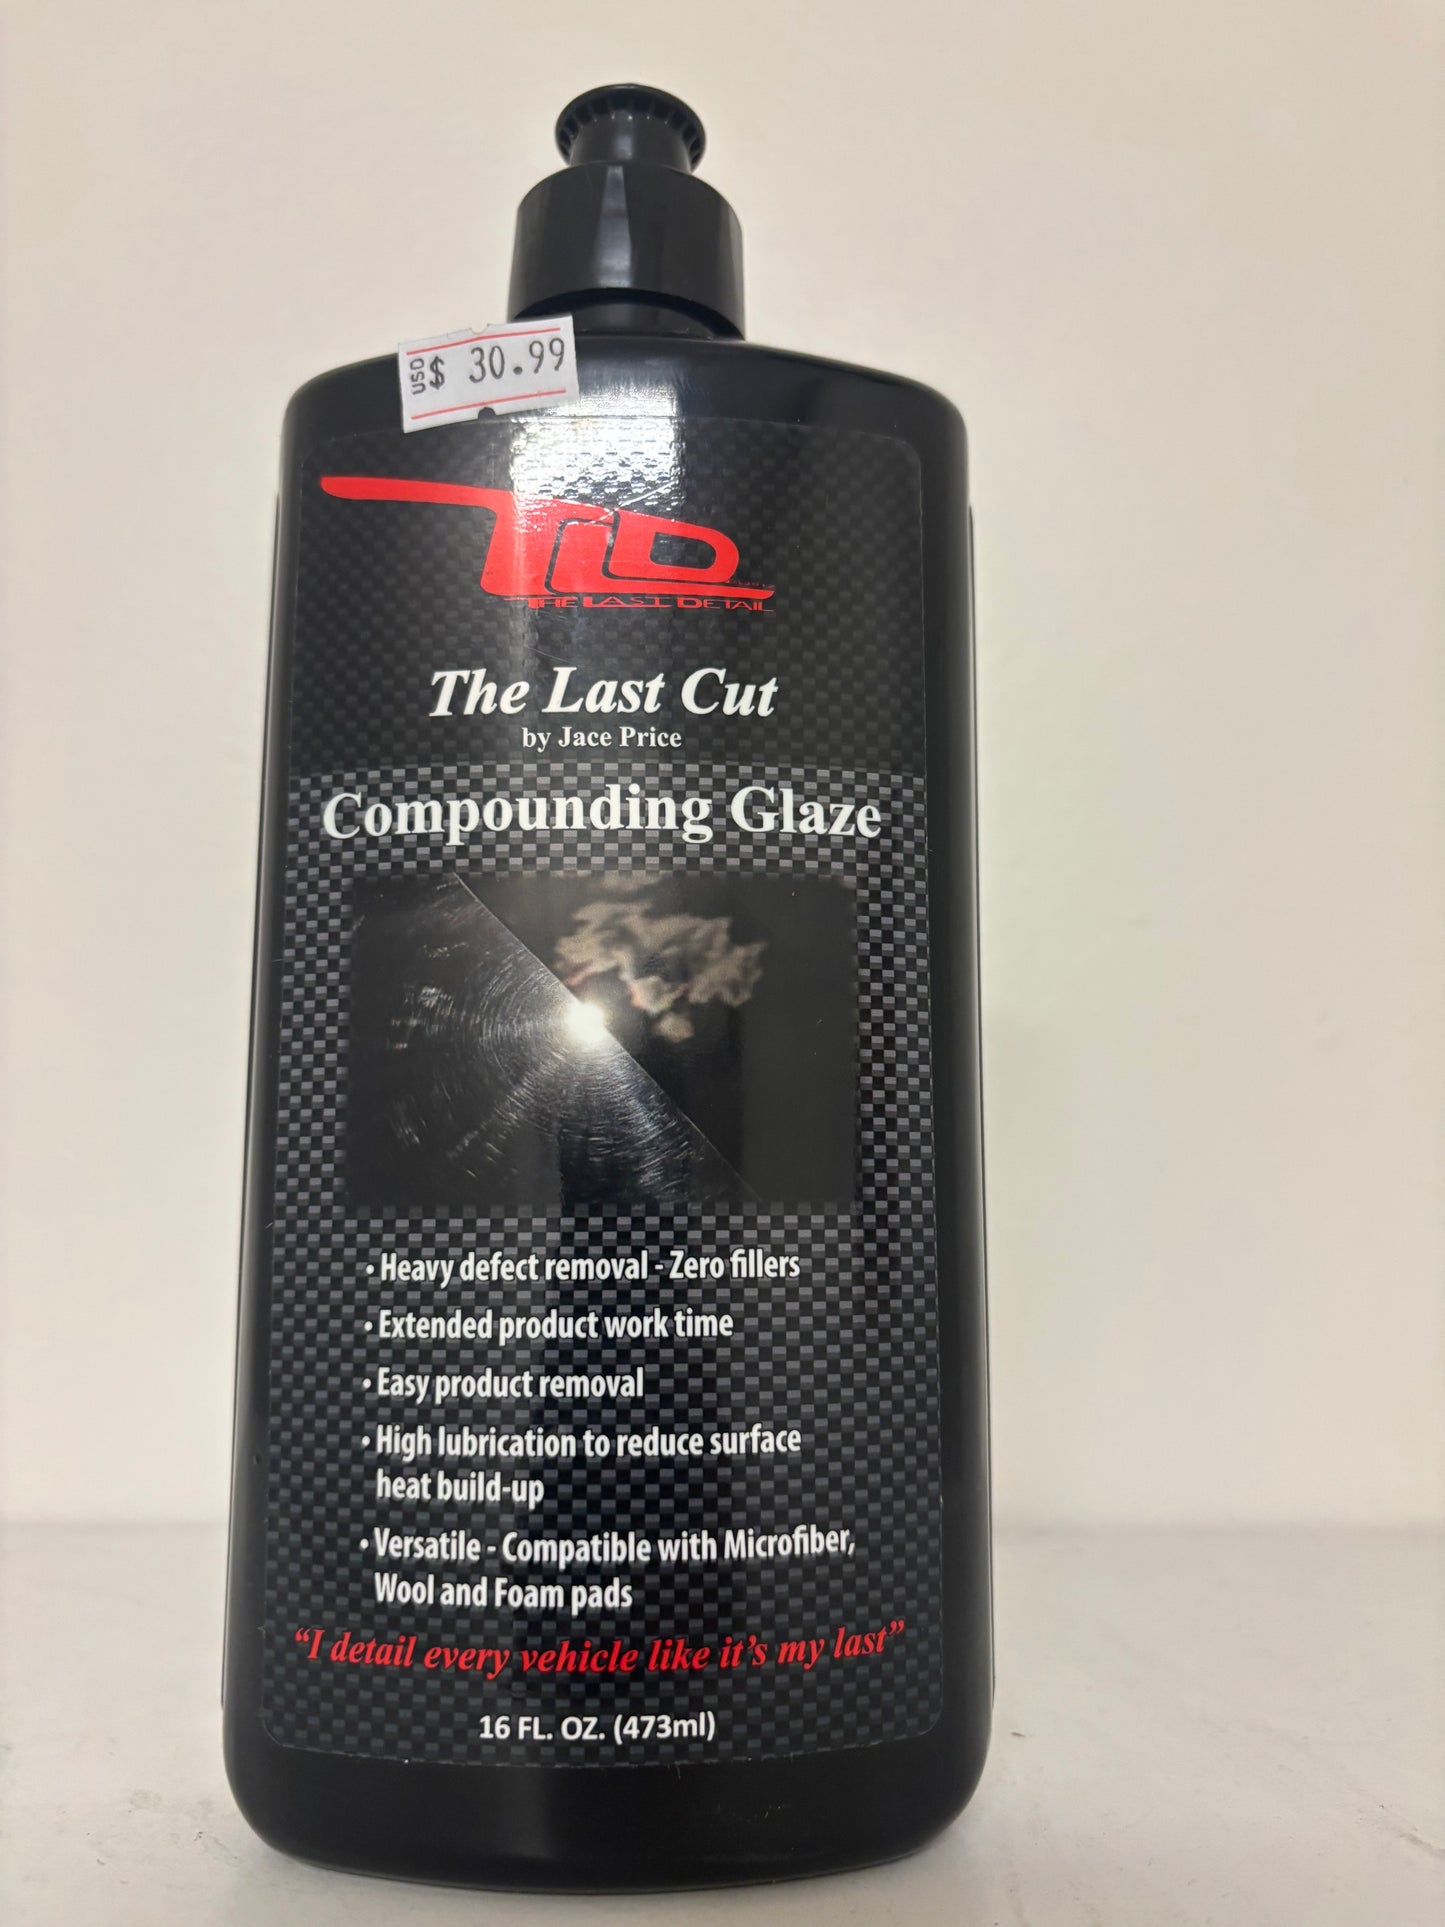 USD $ 30.99
TLD
THE LAST DETAIL
The Last Cut
by Jace Price
Compounding Glaze
• Heavy defect removal - Zero fillers
• Extended product work time
• Easy product removal
• High lubrication to reduce surface
heat build-up
• Versatile - Compatible with Microfiber,
Wool and Foam pads
“I detail every vehicle like it’s my last”
16 FL. OZ. (473ml)